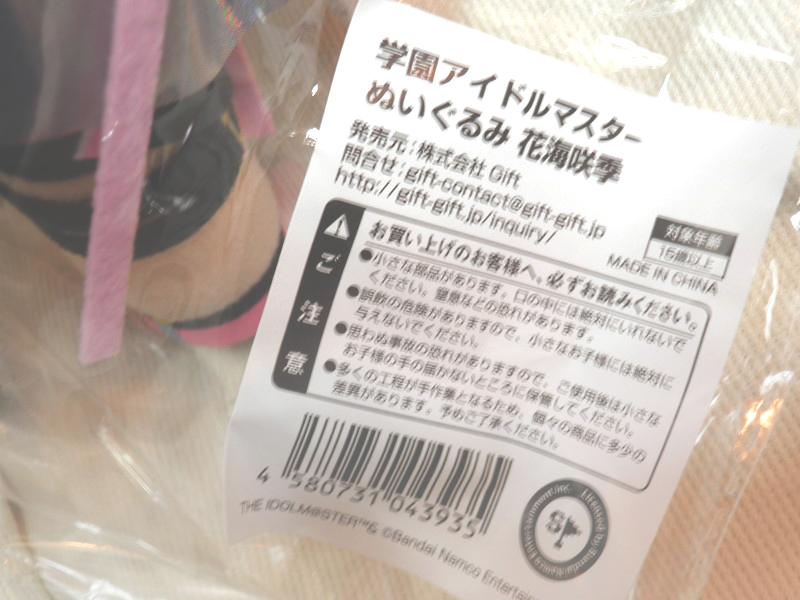 学園アイドルマスター
ぬいぐるみ 花海咲季
発売元:株式会社 Gift
問合せ:gift-contact@gift-gift.jp
http://gift-gift.jp/inquiry/
対象年齢
15歳以上
MADE IN CHINA
ご注意
お買い上げのお客様へ。必ずお読みください。
●小さな部品があります。口の中には絶対にいれないで
ください。窒息などの恐れがあります。
●誤飲の危険がありますので、小さなお子様には絶対に
与えないでください。
●思わぬ事故の恐れがありますので、ご使用後は小さな
お子様の手の届かないところに保管してください。
●多くの工程が手作業となるため、個々の商品に多少の
差異があります。予めご了承ください。
4 580731 043935
THE IDOLM@STER™& ©Bandai Namco Entertain